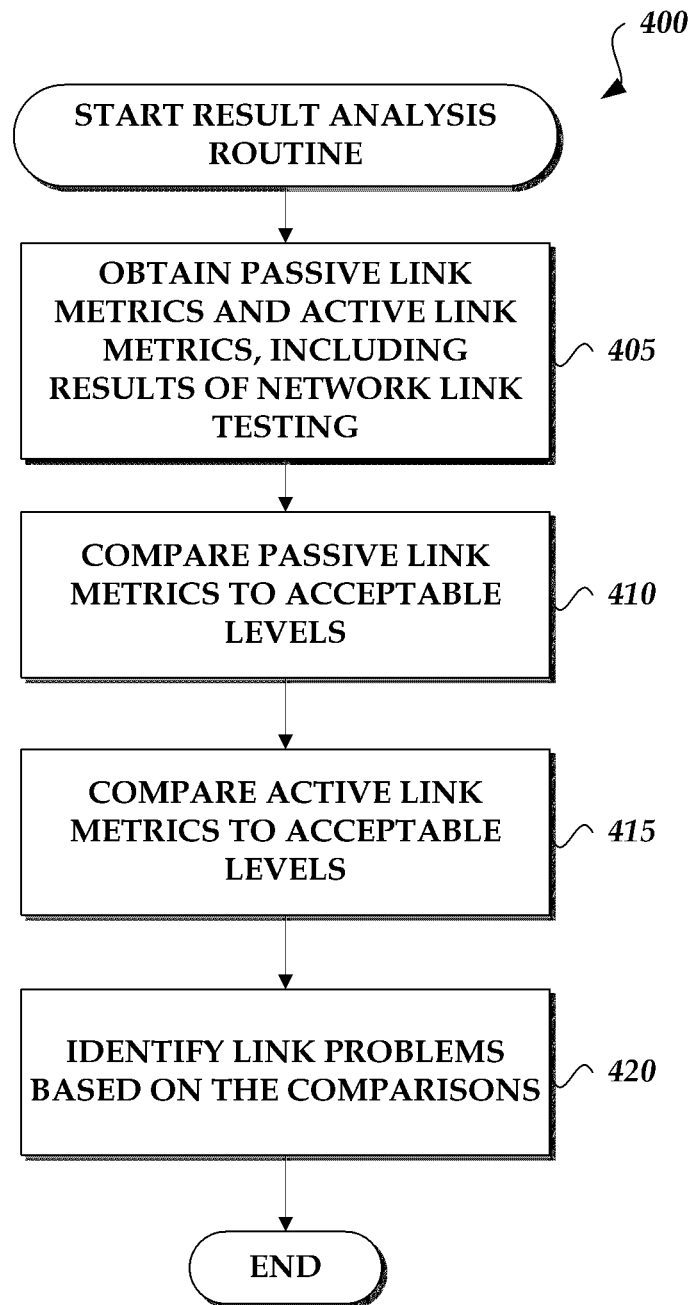 400
START RESULT ANALYSIS
ROUTINE
OBTAIN PASSIVE LINK
METRICS AND ACTIVE LINK
METRICS, INCLUDING
RESULTS OF NETWORK LINK
TESTING
405
COMPARE PASSIVE LINK
METRICS TO ACCEPTABLE
LEVELS
410
COMPARE ACTIVE LINK
METRICS TO ACCEPTABLE
LEVELS
415
IDENTIFY LINK PROBLEMS
BASED ON THE COMPARISONS
420
END